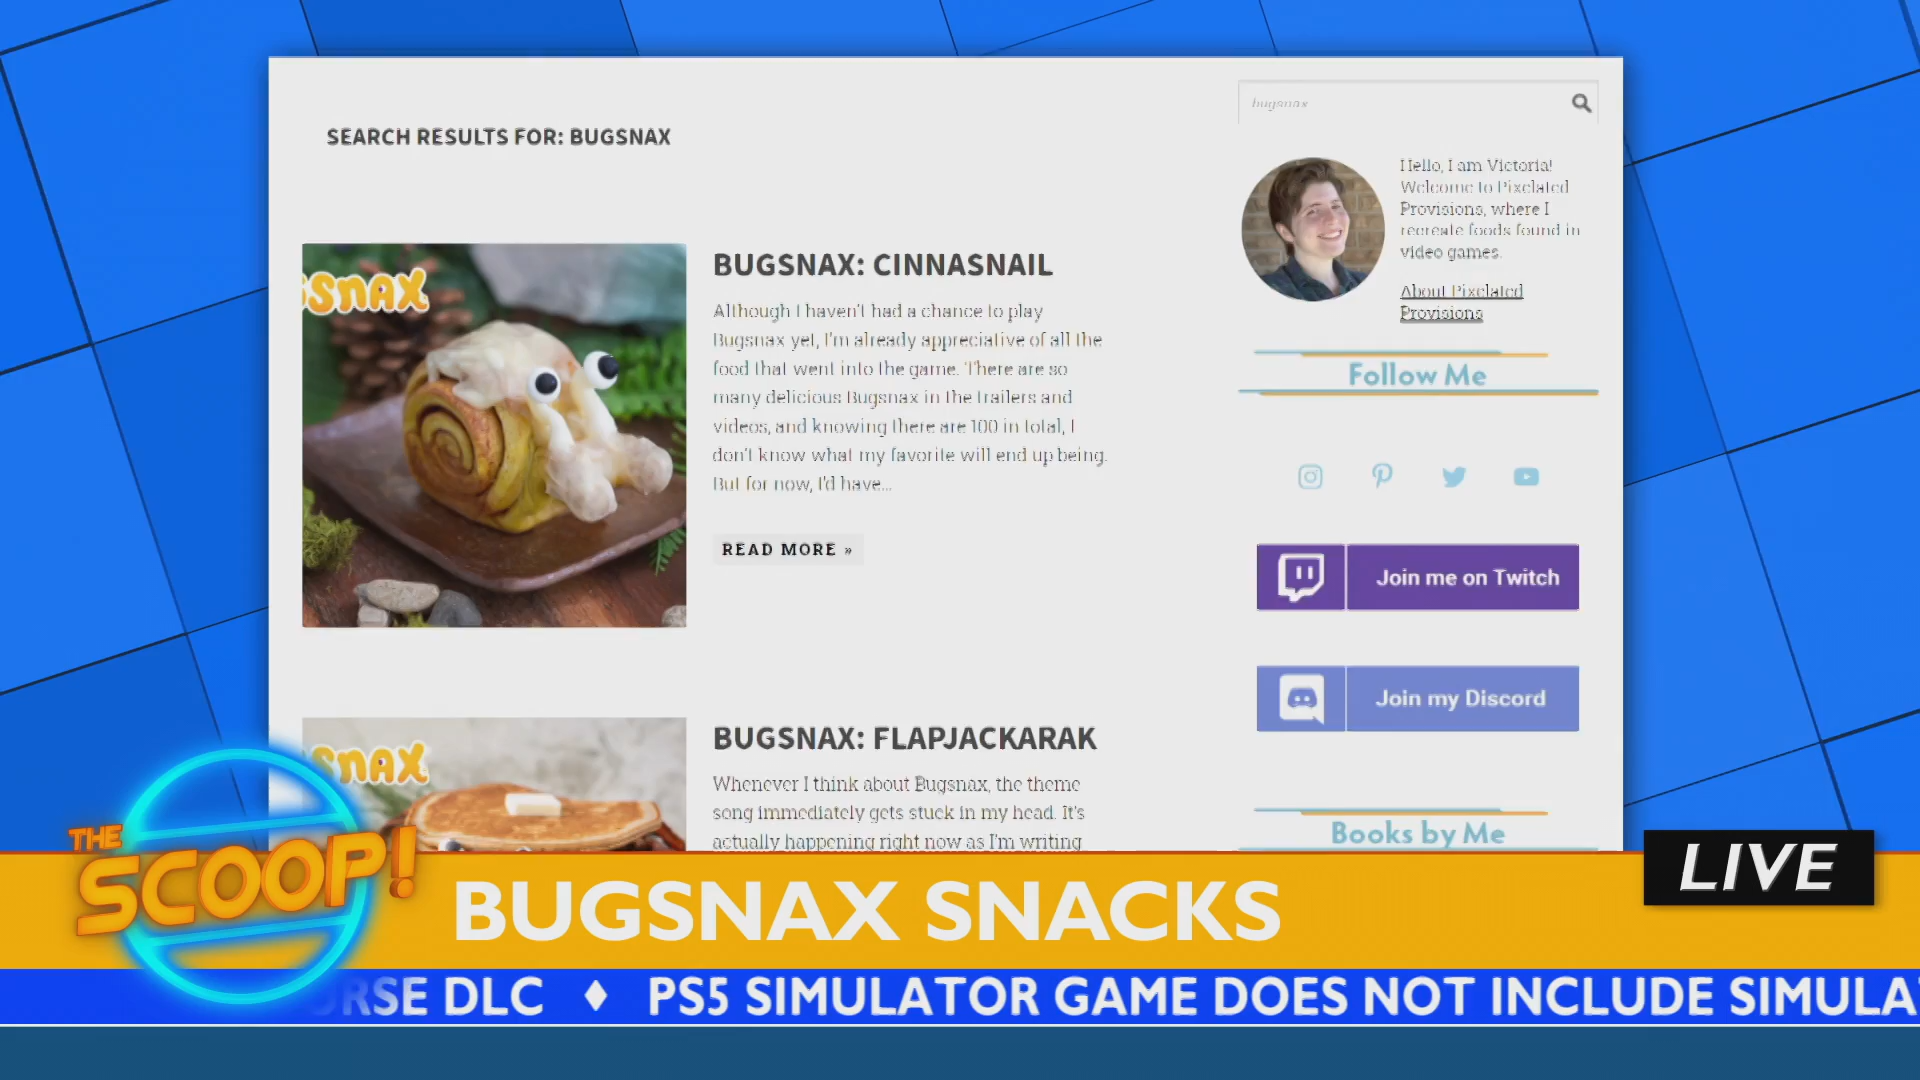 bugsnax
SEARCH RESULTS FOR: BUGSNAX
GSNAX
BUGSNAX: CINNASNAIL
Although I haven't had a chance to play
Bugsnax yet, I'm already appreciative of all the
food that went into the game. There are so
many delicious Bugsnax in the trailers and
videos, and knowing there are 100 in total, I
don't know what my favorite will end up being.
But for now, I'd have...
READ MORE »
SNAX
BUGSNAX: FLAPJACKARAK
Whenever I think about Bugsnax, the theme
song immediately gets stuck in my head. It's
actually happening right now as I'm writing
Hello, I am Victoria!
Welcome to Pixelated
Provisions, where I
recreate foods found in
video games.
About Pixelated
Provisions
Follow Me
Join me on Twitch
Join my Discord
Books by Me
THE
SCOOP!
LIVE
BUGSNAX SNACKS
RSE DLC ♦ PS5 SIMULATOR GAME DOES NOT INCLUDE SIMULA